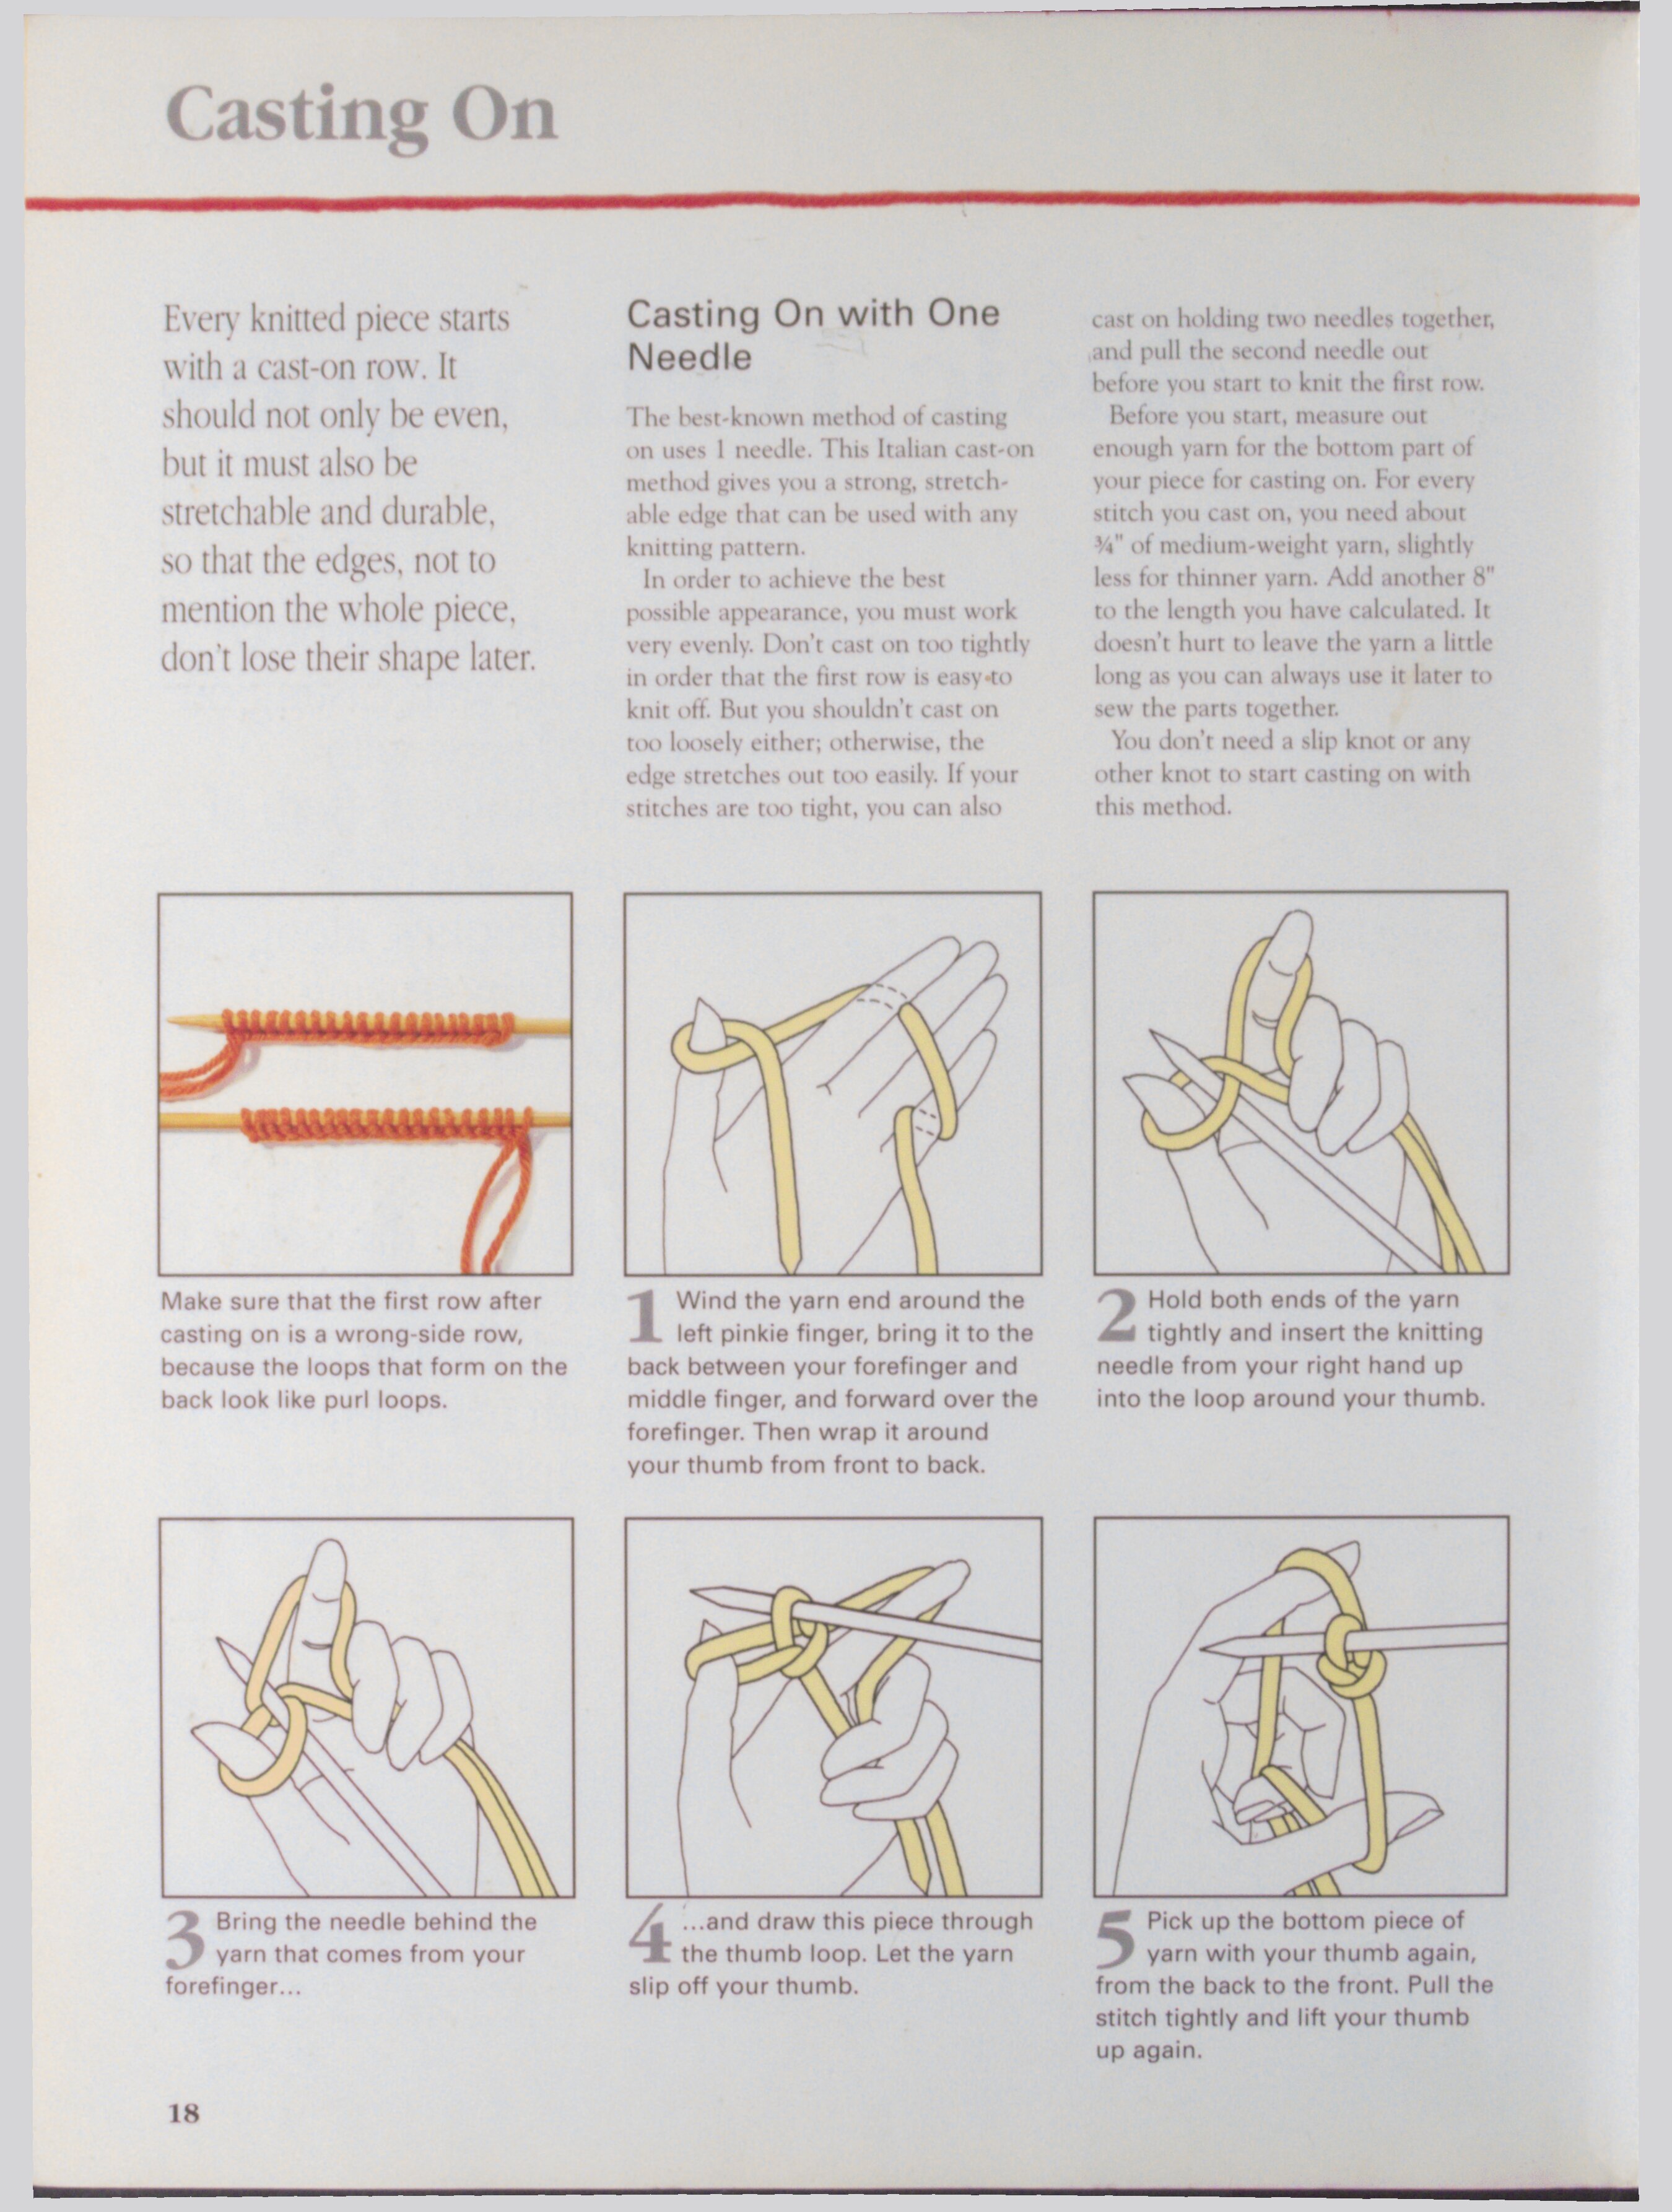 Casting On
Every knitted piece starts
with a cast-on row. It
should not only be even,
but it must also be
stretchable and durable,
so that the edges, not to
mention the whole piece,
don't lose their shape later.
Casting On with One
Needle
The best-known method of casting
on uses 1 needle. This Italian cast-on
method gives you a strong, stretch-
able edge that can be used with any
knitting pattern.
In order to achieve the best
possible appearance, you must work
very evenly. Don't cast on too tightly
in order that the first row is easy to
knit off. But you shouldn't cast on
too loosely either; otherwise, the
edge stretches out too easily. If your
stitches are too tight, you can also
cast on holding two needles together,
and pull the second needle out
before you start to knit the first row.
Before you start, measure out
enough yarn for the bottom part of
your piece for casting on. For every
stitch you cast on, you need about
¾" of medium-weight yarn, slightly
less for thinner yarn. Add another 8"
to the length you have calculated. It
doesn't hurt to leave the yarn a little
long as you can always use it later to
sew the parts together.
You don't need a slip knot or any
other knot to start casting on with
this method.
Make sure that the first row after
casting on is a wrong-side row,
because the loops that form on the
back look like purl loops.
1 Wind the yarn end around the
left pinkie finger, bring it to the
back between your forefinger and
middle finger, and forward over the
forefinger. Then wrap it around
your thumb from front to back.
2 Hold both ends of the yarn
tightly and insert the knitting
needle from your right hand up
into the loop around your thumb.
3 Bring the needle behind the
yarn that comes from your
forefinger...
4 ...and draw this piece through
the thumb loop. Let the yarn
slip off your thumb.
5 Pick up the bottom piece of
yarn with your thumb again,
from the back to the front. Pull the
stitch tightly and lift your thumb
up again.
18